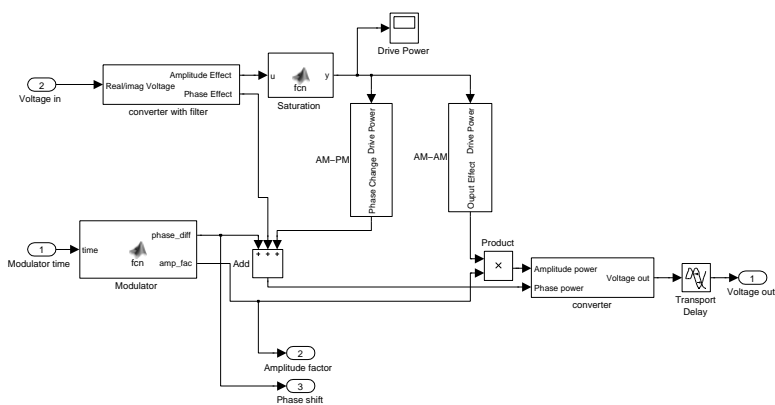 Drive Power
2
Voltage in
Real/imag Voltage
Amplitude Effect
Phase Effect
converter with filter
u
fcn
y
Saturation
AM−PM
Phase Change Drive Power
AM−AM
Ouput Effect Drive Power
1
Modulator time
time
fcn
phase_diff
amp_fac
Modulator
Add
+ + +
Product
×
Amplitude power
Phase power
Voltage out
converter
Transport
Delay
1
Voltage out
2
Amplitude factor
3
Phase shift